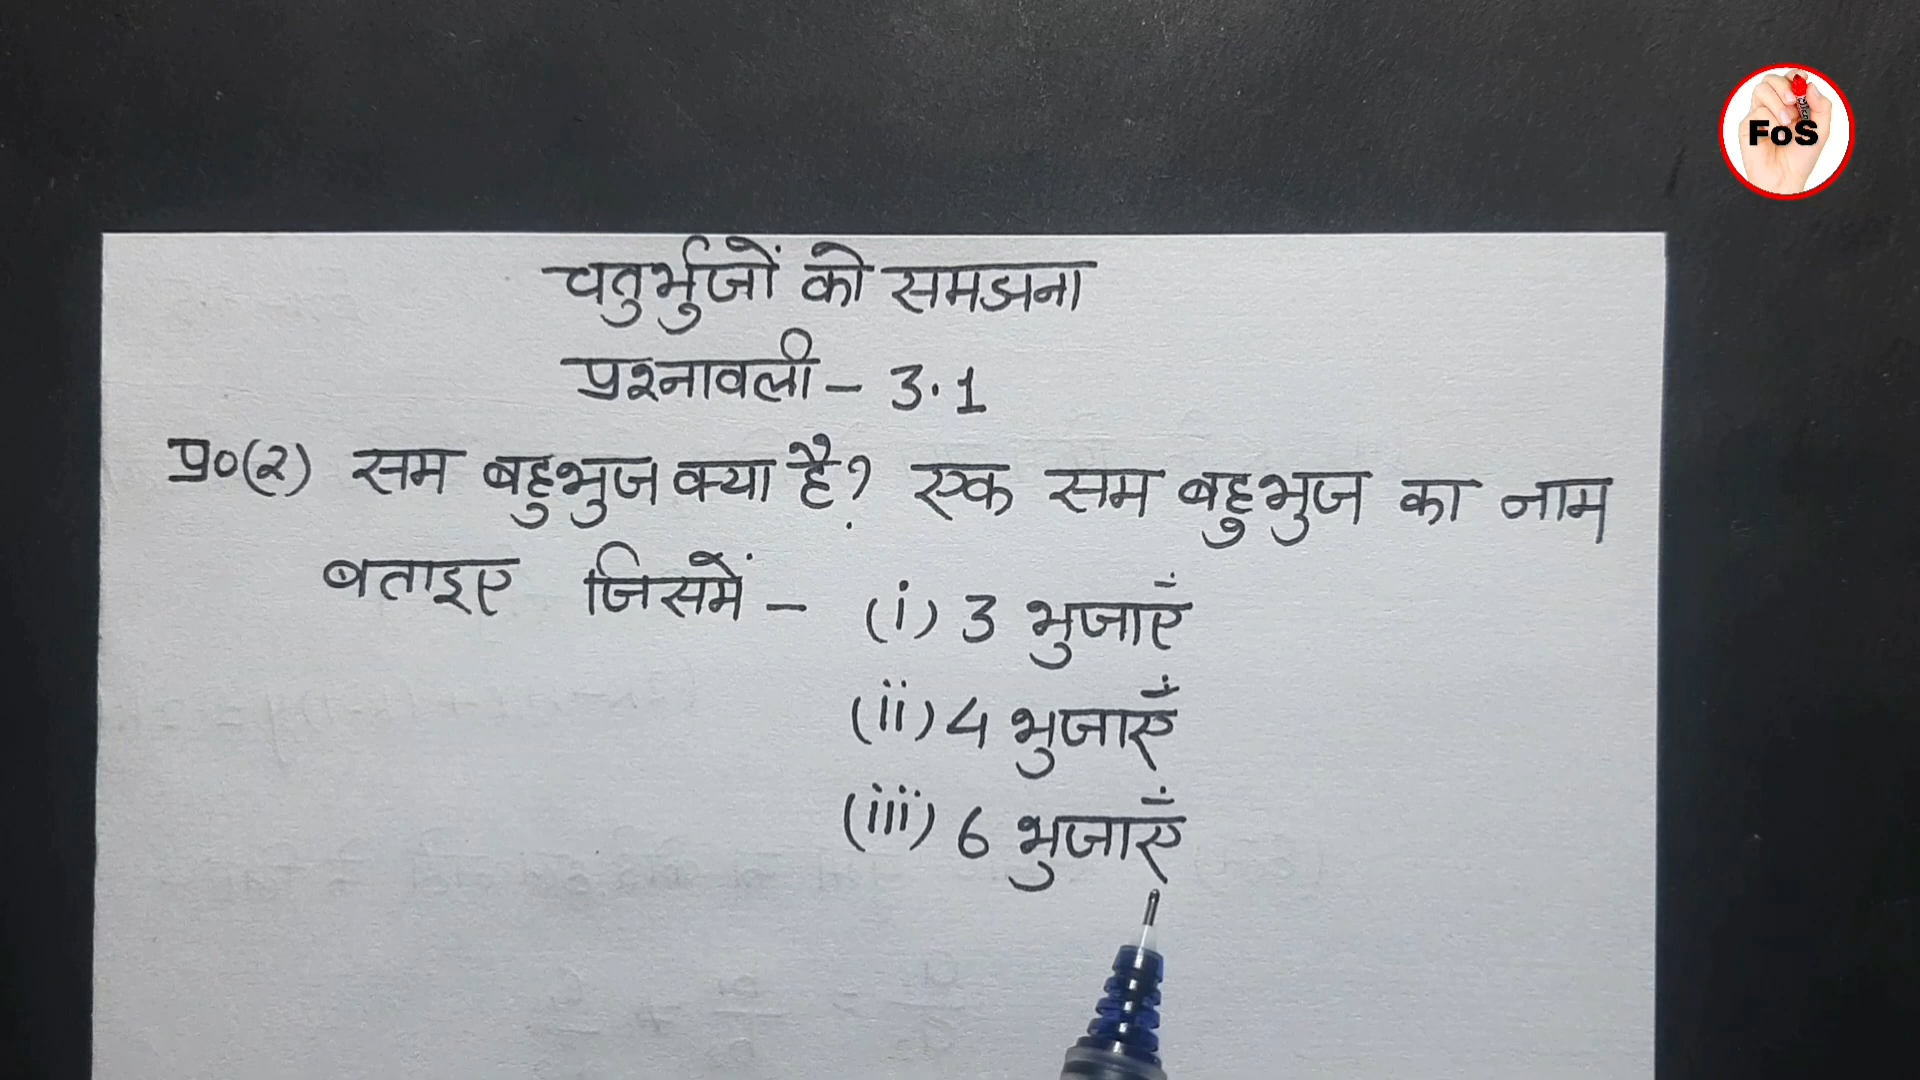 FoS
चतुर्भुजों को समझना
प्रश्नावली - 3.1
प्र०(२) सम बहुभुज क्या है? एक सम बहुभुज का नाम
बताइए जिसमें - (i) 3 भुजाएँ
(ii) 4 भुजाएँ
(iii) 6 भुजाएँ